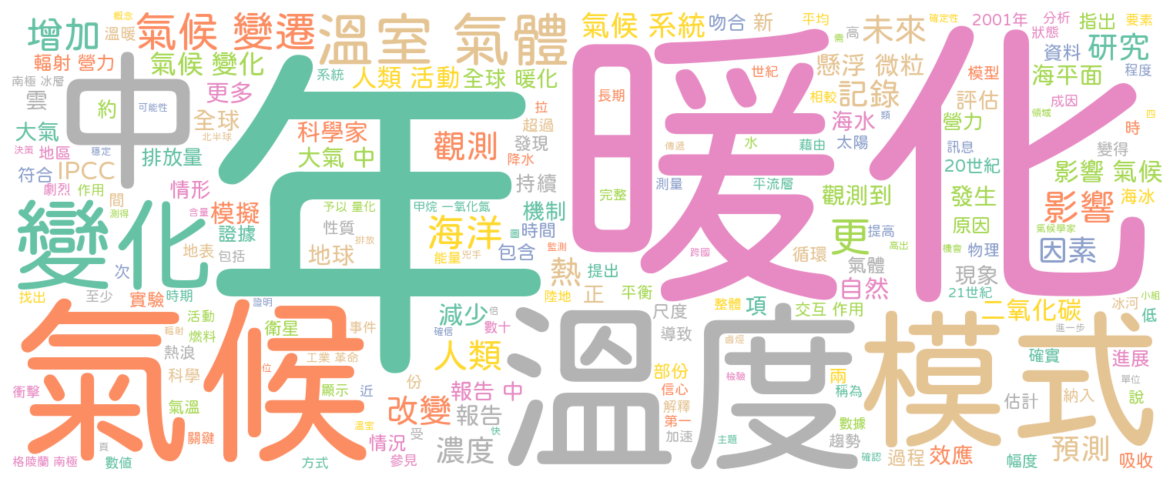 概念
增加
溫暖
氣候 變遷
溫室 氣體
氣候 系統
吻合
新
平均
需
高
未來
確定性
2001年
狀態
分析
指出
要素
輻射 營力
氣候 變化
系統
人類 活動
全球 暖化
世紀
懸浮 微粒
模型
資料
研究
海平面
程度
南極 冰層
雲
中
約
可能性
更多
年
暖化
長期
相較
記錄
類
評估
成因
領域
四
大氣
全球
北半球
科學家
拉
超過
觀測
發現
海水
營力
時
決策
地區
穩定
排放量
大氣 中
降水
傳遞
水
藉由
太陽
訊息
變得
符合
IPCC
劇烈
作用
情形
持續
完整
測量
平流層
觀測到
20世紀
發生
影響 氣候
海冰
間
測得
變化
含量
模擬
予以 量化
甲烷 一氧化氮
機制
圖
時間
性質
海洋
更
提高
原因
影響
氣候學家
證據
排放
監測
包含
高出
機會
物理
因素
地表
包括
地球
能量
兇手
跨國
循環
氣體
次
熱
提出
自然
現象
找出
至少
實驗
時期
證明
陸地
正
平衡
21世紀
小組
氣候
活動
輻射
衛星
事件
減少
倍
確信
數十
溫度
尺度
整體
項
交互 作用
二氧化碳
冰河
低
燃料
熱浪
工業 革命
導致
模式
進一步
科學
位
人類
部份
確實
進展
衝擊
顯示
近
份
報告 中
信心
檢驗
兩
單位
氣溫
改變
報告
解釋
稱為
估計
納入
說
關鍵
溫室
受
快
第一
數據
加速
主題
趨勢
頁
情況
濃度
預測
格陵蘭 南極
數值
方式
參見
確認
過程
效應
幅度
吸收